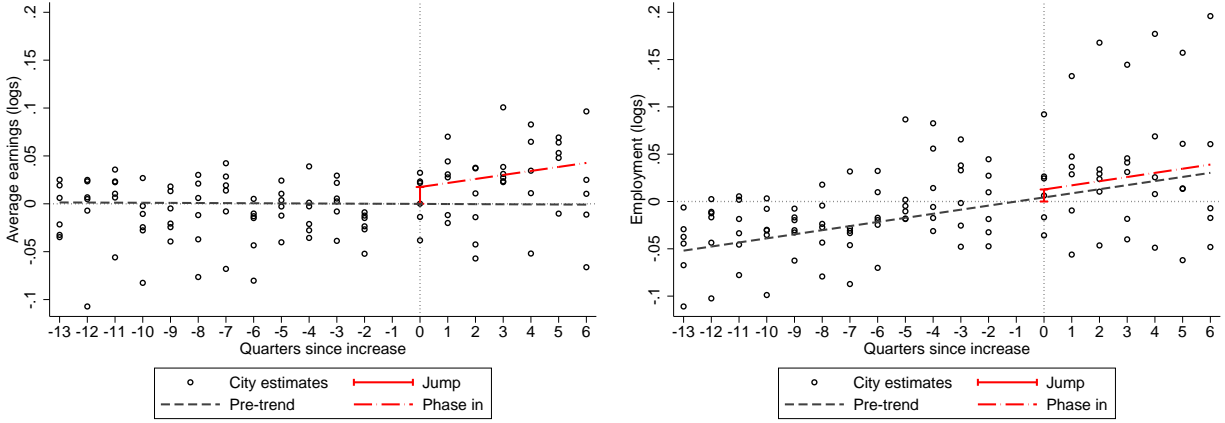 Average earnings (logs)
.2
.15
.1
.05
0
-.05
-.1
-13 -12 -11 -10 -9 -8 -7 -6 -5 -4 -3 -2 -1 0 1 2 3 4 5 6
Quarters since increase
City estimates Jump
Pre-trend Phase in
Employment (logs)
.2
.15
.1
.05
0
-.05
-.1
-13 -12 -11 -10 -9 -8 -7 -6 -5 -4 -3 -2 -1 0 1 2 3 4 5 6
Quarters since increase
City estimates Jump
Pre-trend Phase in